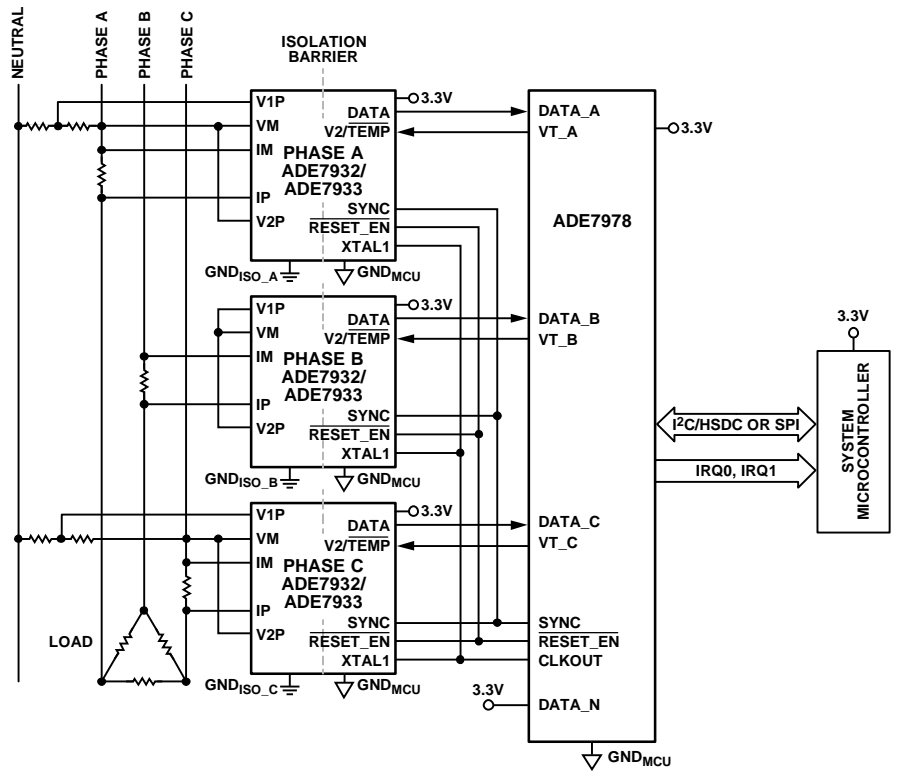 NEUTRAL
PHASE A
PHASE B
PHASE C
ISOLATION
BARRIER
V1P
VM
IM
IP
V2P
PHASE A
ADE7932/
ADE7933
3.3V
DATA
V2/TEMP
SYNC
RESET_EN
XTAL1
GNDISO_A
GNDMCU
V1P
VM
IM
IP
V2P
PHASE B
ADE7932/
ADE7933
3.3V
DATA
V2/TEMP
SYNC
RESET_EN
XTAL1
GNDISO_B
GNDMCU
V1P
VM
IM
IP
V2P
PHASE C
ADE7932/
ADE7933
3.3V
DATA
V2/TEMP
SYNC
RESET_EN
XTAL1
GNDISO_C
GNDMCU
LOAD
DATA_A
VT_A
3.3V
ADE7978
DATA_B
VT_B
DATA_C
VT_C
SYNC
RESET_EN
CLKOUT
3.3V
DATA_N
GNDMCU
I2C/HSDC OR SPI
IRQ0, IRQ1
3.3V
SYSTEM
MICROCONTROLLER